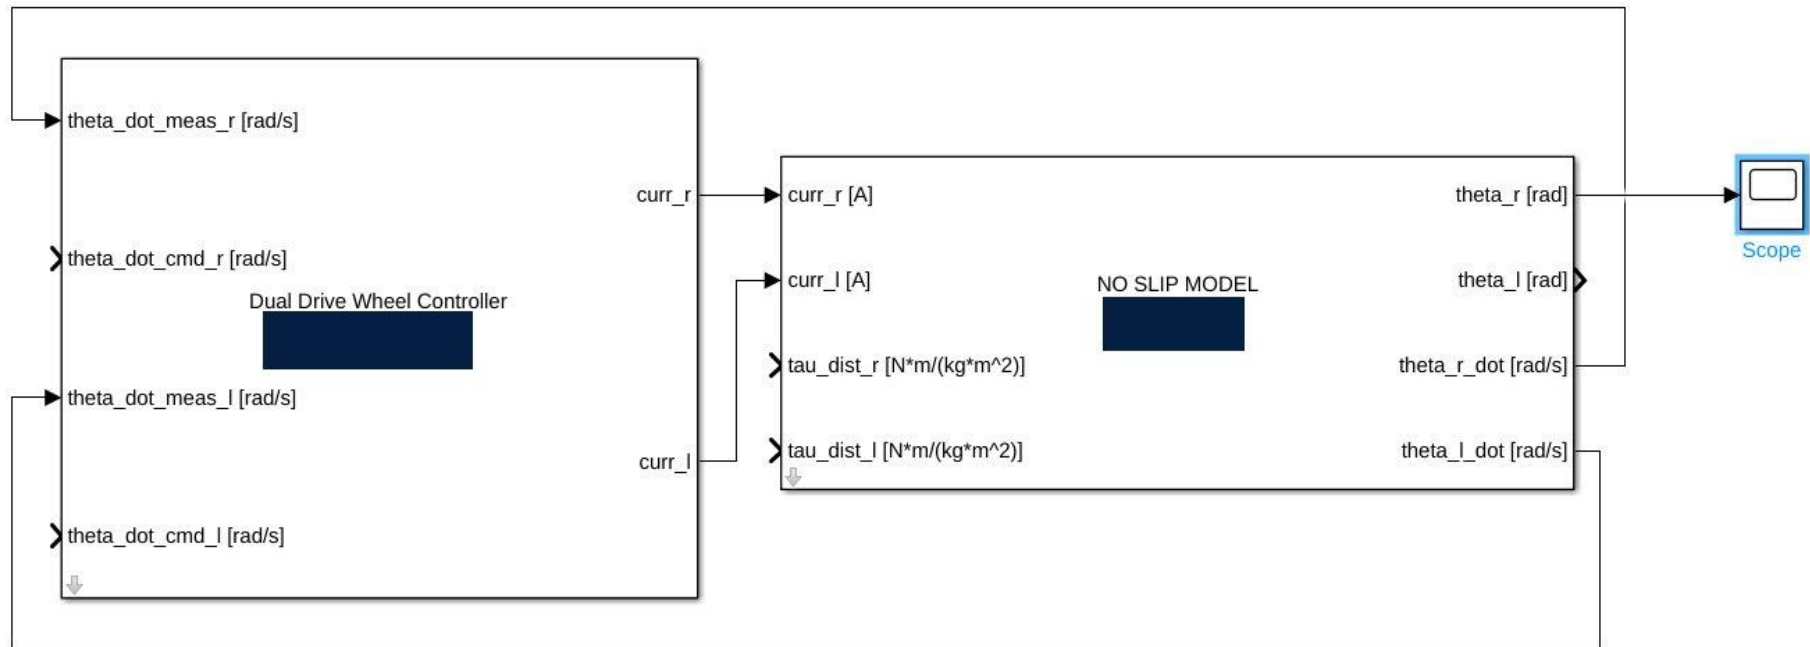 theta_dot_meas_r [rad/s]
curr_r
theta_dot_cmd_r [rad/s]
Dual Drive Wheel Controller
theta_dot_meas_l [rad/s]
curr_l
theta_dot_cmd_l [rad/s]
curr_r [A]
theta_r [rad]
curr_l [A]
NO SLIP MODEL
theta_l [rad]
tau_dist_r [N*m/(kg*m^2)]
theta_r_dot [rad/s]
tau_dist_l [N*m/(kg*m^2)]
theta_l_dot [rad/s]
Scope